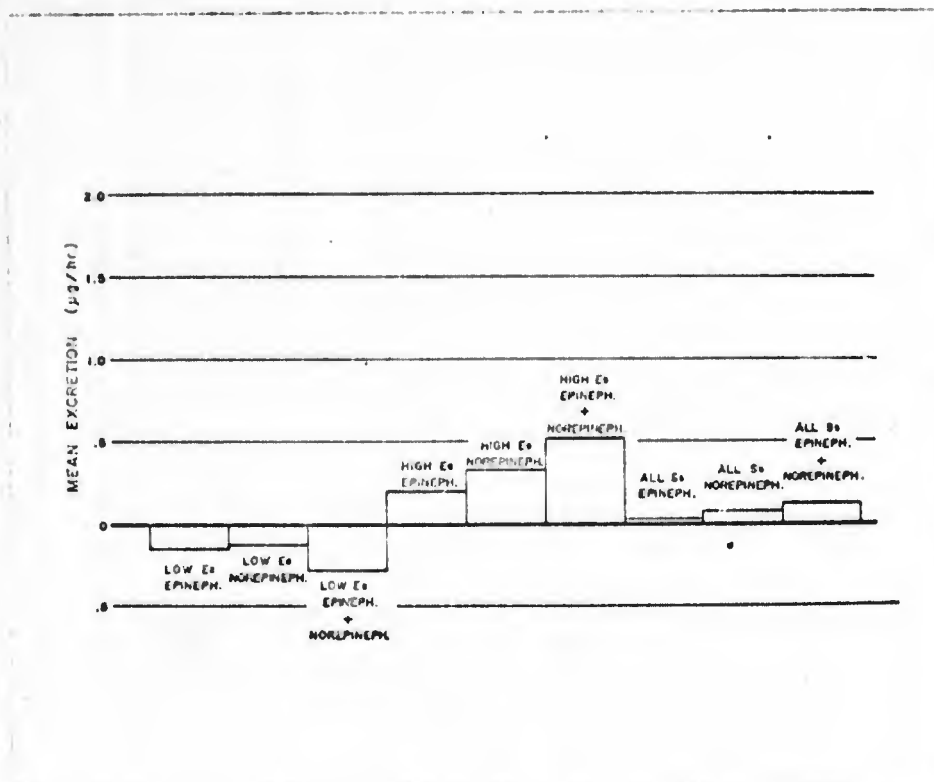 MEAN EXCRETION (µg/hr)
2.0
1.5
1.0
.5
0
.5
LOW Es
EPINEPH.
LOW Es
NOREPINEPH.
LOW Es
EPINEPH.
+
NOREPINEPH.
HIGH Es
EPINEPH.
HIGH Es
NOREPINEPH.
HIGH Es
EPINEPH.
+
NOREPINEPH.
ALL Ss
EPINEPH.
ALL Ss
NOREPINEPH.
ALL Ss
EPINEPH.
+
NOREPINEPH.